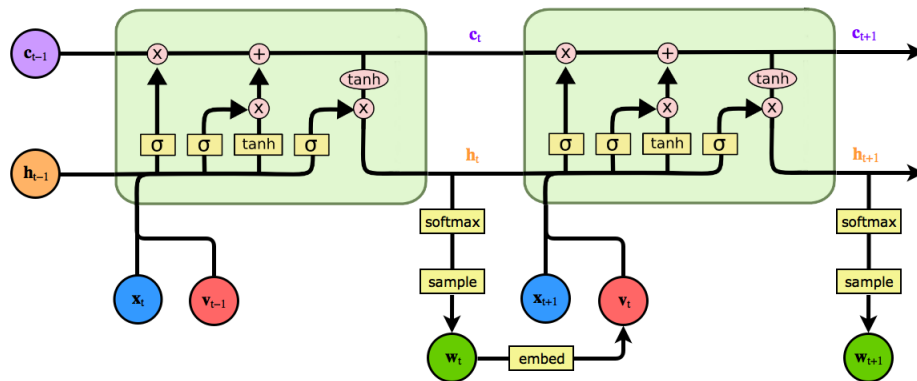 c_t c_{t+1}
c_{t−1} x + x +
tanh tanh
x x x x
σ σ tanh σ σ σ tanh σ
h_{t−1} h_t h_{t+1}
softmax softmax
sample sample
x_t v_{t−1} x_{t+1} v_t
w_t embed w_{t+1}